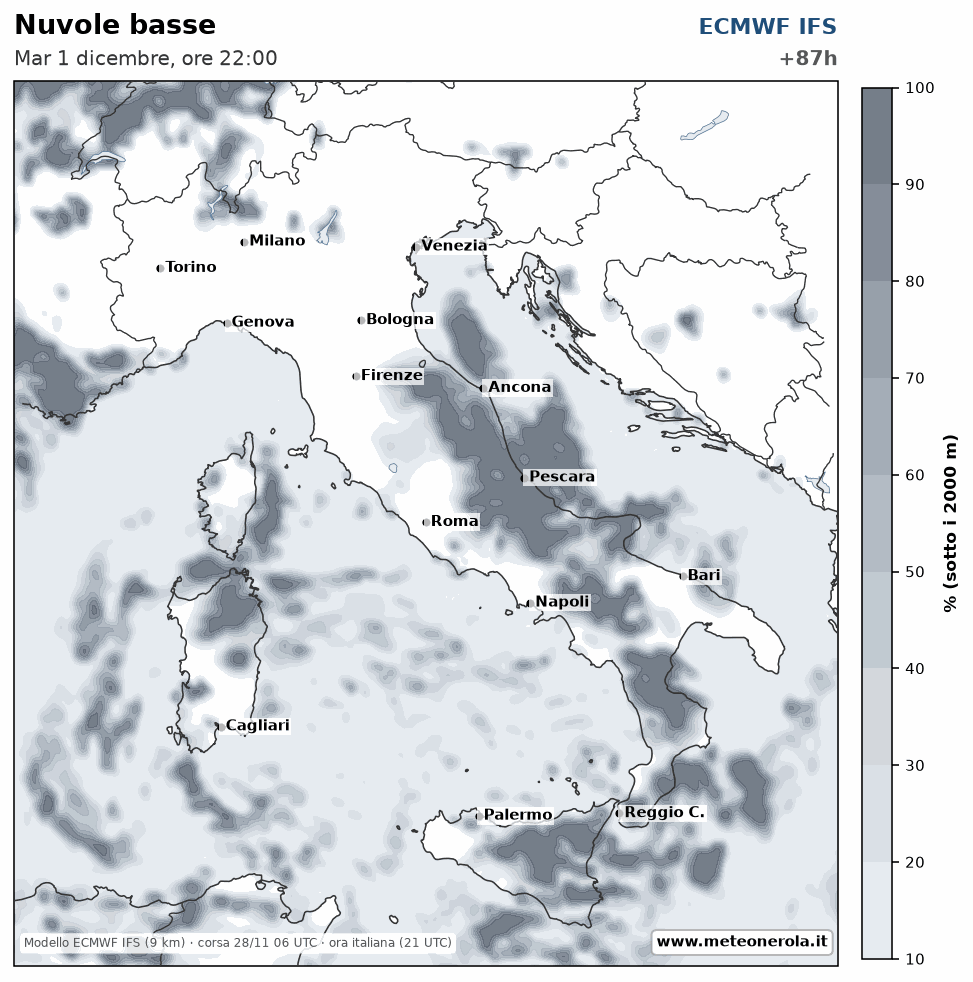 Nuvole basse
ECMWF IFS
Mar 1 dicembre, ore 22:00
+87h
Milano
Venezia
Torino
Genova
Bologna
Firenze
Ancona
Pescara
Roma
Bari
Napoli
Cagliari
Palermo
Reggio C.
Modello ECMWF IFS (9 km) · corsa 28/11 06 UTC · ora italiana (21 UTC)
www.meteonerola.it
100
90
80
70
60
50
40
30
20
10
% (sotto i 2000 m)